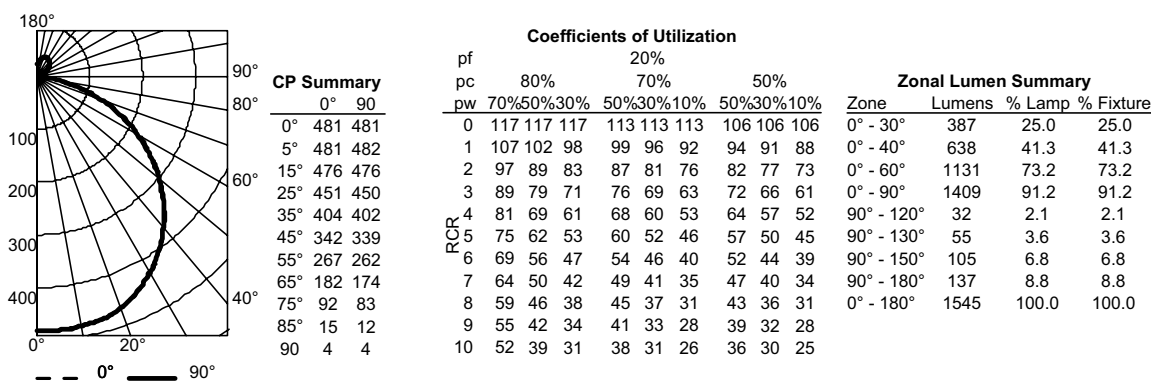 180°
90°
80°
100
60°
200
300
400
40°
0° 20°
0° 90°
CP Summary
0° 90
0° 481 481
5° 481 482
15° 476 476
25° 451 450
35° 404 402
45° 342 339
55° 267 262
65° 182 174
75° 92 83
85° 15 12
90 4 4
Coefficients of Utilization
pf 20%
pc 80% 70% 50%
pw 70%50%30% 50%30%10% 50%30%10%
0 117 117 117 113 113 113 106 106 106
1 107 102 98 99 96 92 94 91 88
2 97 89 83 87 81 76 82 77 73
3 89 79 71 76 69 63 72 66 61
4 81 69 61 68 60 53 64 57 52
RCR
5 75 62 53 60 52 46 57 50 45
6 69 56 47 54 46 40 52 44 39
7 64 50 42 49 41 35 47 40 34
8 59 46 38 45 37 31 43 36 31
9 55 42 34 41 33 28 39 32 28
10 52 39 31 38 31 26 36 30 25
Zonal Lumen Summary
Zone Lumens % Lamp % Fixture
0° - 30° 387 25.0 25.0
0° - 40° 638 41.3 41.3
0° - 60° 1131 73.2 73.2
0° - 90° 1409 91.2 91.2
90° - 120° 32 2.1 2.1
90° - 130° 55 3.6 3.6
90° - 150° 105 6.8 6.8
90° - 180° 137 8.8 8.8
0° - 180° 1545 100.0 100.0